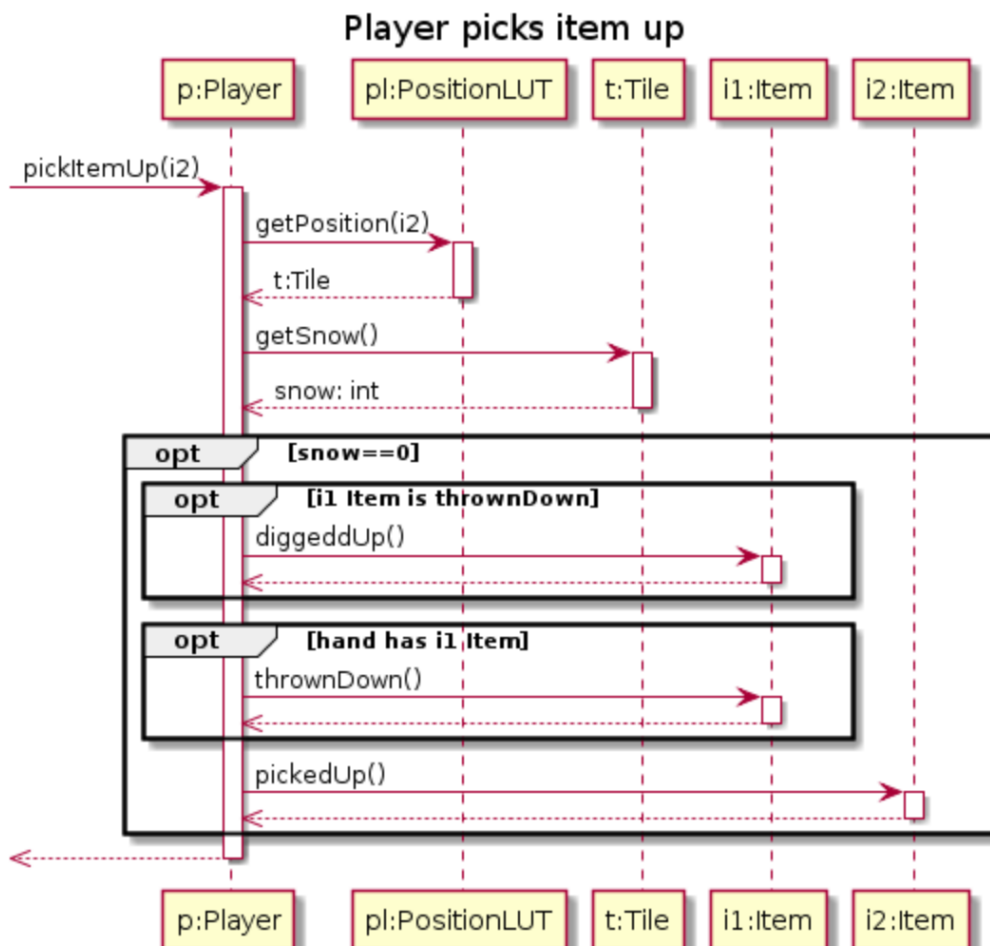 Player picks item up
p:Player pl:PositionLUT t:Tile i1:Item i2:Item
pickItemUp(i2)
getPosition(i2)
t:Tile
getSnow()
snow: int
opt [snow==0]
opt [i1 Item is thrownDown]
diggeddUp()
opt [hand has i1 Item]
thrownDown()
pickedUp()
p:Player pl:PositionLUT t:Tile i1:Item i2:Item